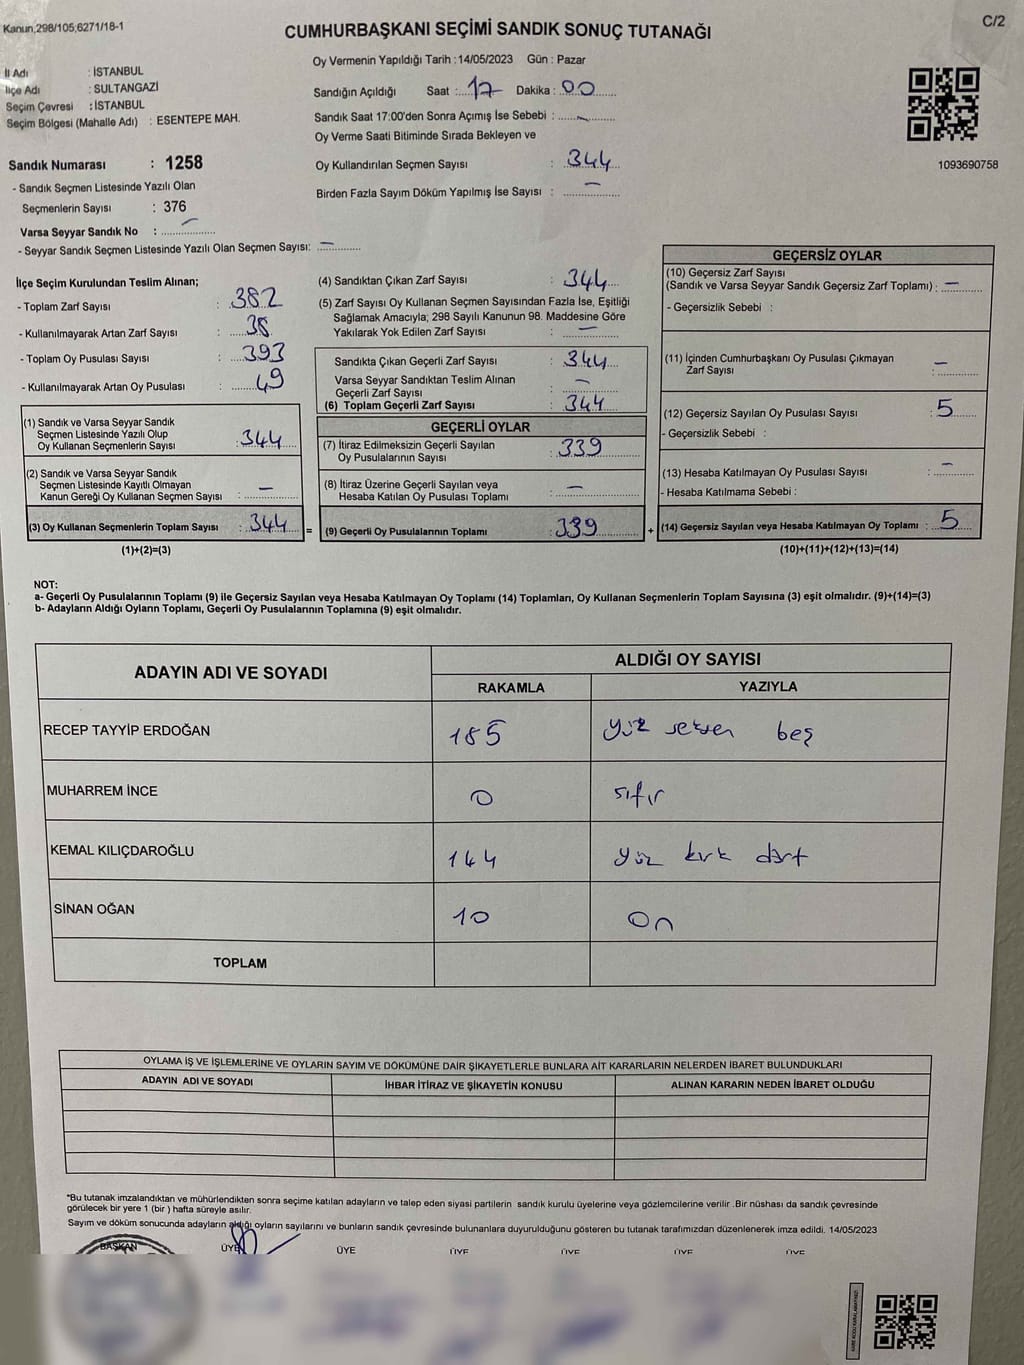 Kanun,298/105,6271/18-1
C/2
CUMHURBAŞKANI SEÇİMİ SANDIK SONUÇ TUTANAĞI
Oy Vermenin Yapıldığı Tarih :14/05/2023 Gün : Pazar
İl Adı : İSTANBUL
İlçe Adı : SULTANGAZİ
Seçim Çevresi : İSTANBUL
Seçim Bölgesi (Mahalle Adı) : ESENTEPE MAH.
Sandığın Açıldığı Saat :17 Dakika : 00
Sandık Saat 17:00'den Sonra Açımış İse Sebebi : -
Oy Verme Saati Bitiminde Sırada Bekleyen ve
Oy Kullandırılan Seçmen Sayısı : 344
Birden Fazla Sayım Döküm Yapılmış İse Sayısı : -
1093690758
Sandık Numarası : 1258
- Sandık Seçmen Listesinde Yazılı Olan
Seçmenlerin Sayısı : 376
Varsa Seyyar Sandık No : -
- Seyyar Sandık Seçmen Listesinde Yazılı Olan Seçmen Sayısı: -
İlçe Seçim Kurulundan Teslim Alınan;
- Toplam Zarf Sayısı : 382
- Kullanılmayarak Artan Zarf Sayısı : 38
- Toplam Oy Pusulası Sayısı : 393
- Kullanılmayarak Artan Oy Pusulası : 49
(1) Sandık ve Varsa Seyyar Sandık
Seçmen Listesinde Yazılı Olup
Oy Kullanan Seçmenlerin Sayısı : 344
(2) Sandık ve Varsa Seyyar Sandık
Seçmen Listesinde Kayıtlı Olmayan
Kanun Gereği Oy Kullanan Seçmen Sayısı : -
(3) Oy Kullanan Seçmenlerin Toplam Sayısı : 344 =
(1)+(2)=(3)
(4) Sandıktan Çıkan Zarf Sayısı : 344
(5) Zarf Sayısı Oy Kullanan Seçmen Sayısından Fazla İse, Eşitliği
Sağlamak Amacıyla; 298 Sayılı Kanunun 98. Maddesine Göre
Yakılarak Yok Edilen Zarf Sayısı : -
Sandıkta Çıkan Geçerli Zarf Sayısı : 344
Varsa Seyyar Sandıktan Teslim Alınan
Geçerli Zarf Sayısı : -
(6) Toplam Geçerli Zarf Sayısı : 344
GEÇERLİ OYLAR
(7) İtiraz Edilmeksizin Geçerli Sayılan
Oy Pusulalarının Sayısı : 339
(8) İtiraz Üzerine Geçerli Sayılan veya
Hesaba Katılan Oy Pusulası Toplamı : -
(9) Geçerli Oy Pusulalarının Toplamı : 339 +
GEÇERSİZ OYLAR
(10) Geçersiz Zarf Sayısı
(Sandık ve Varsa Seyyar Sandık Geçersiz Zarf Toplamı) : -
- Geçersizlik Sebebi :
(11) İçinden Cumhurbaşkanı Oy Pusulası Çıkmayan
Zarf Sayısı : -
(12) Geçersiz Sayılan Oy Pusulası Sayısı : 5
- Geçersizlik Sebebi :
(13) Hesaba Katılmayan Oy Pusulası Sayısı : -
- Hesaba Katılmama Sebebi :
(14) Geçersiz Sayılan veya Hesaba Katılmayan Oy Toplamı : 5
(10)+(11)+(12)+(13)=(14)
NOT:
a- Geçerli Oy Pusulalarının Toplamı (9) ile Geçersiz Sayılan veya Hesaba Katılmayan Oy Toplamı (14) Toplamları, Oy Kullanan Seçmenlerin Toplam Sayısına (3) eşit olmalıdır. (9)+(14)=(3)
b- Adayların Aldığı Oyların Toplamı, Geçerli Oy Pusulalarının Toplamına (9) eşit olmalıdır.
ADAYIN ADI VE SOYADI
ALDIĞI OY SAYISI
RAKAMLA YAZIYLA
RECEP TAYYİP ERDOĞAN 185 yüz seksen beş
MUHARREM İNCE 0 sıfır
KEMAL KILIÇDAROĞLU 144 yüz kırk dört
SİNAN OĞAN 10 on
TOPLAM
OYLAMA İŞ VE İŞLEMLERİNE VE OYLARIN SAYIM VE DÖKÜMÜNE DAİR ŞİKAYETLERLE BUNLARA AİT KARARLARIN NELERDEN İBARET BULUNDUKLARI
ADAYIN ADI VE SOYADI İHBAR İTİRAZ VE ŞİKAYETİN KONUSU ALINAN KARARIN NEDEN İBARET OLDUĞU
*Bu tutanak imzalandıktan ve mühürlendikten sonra seçime katılan adayların ve talep eden siyasi partilerin sandık kurulu üyelerine veya gözlemcilerine verilir .Bir nüshası da sandık çevresinde
görülecek bir yere 1 (bir ) hafta süreyle asılır.
Sayım ve döküm sonucunda adayların aldığı oyların sayılarını ve bunların sandık çevresinde bulunanlara duyurulduğunu gösteren bu tutanak tarafımızdan düzenlenerek imza edildi. 14/05/2023
BAŞKAN ÜYE ÜYE ÜYE ÜYE ÜYE ÜYE